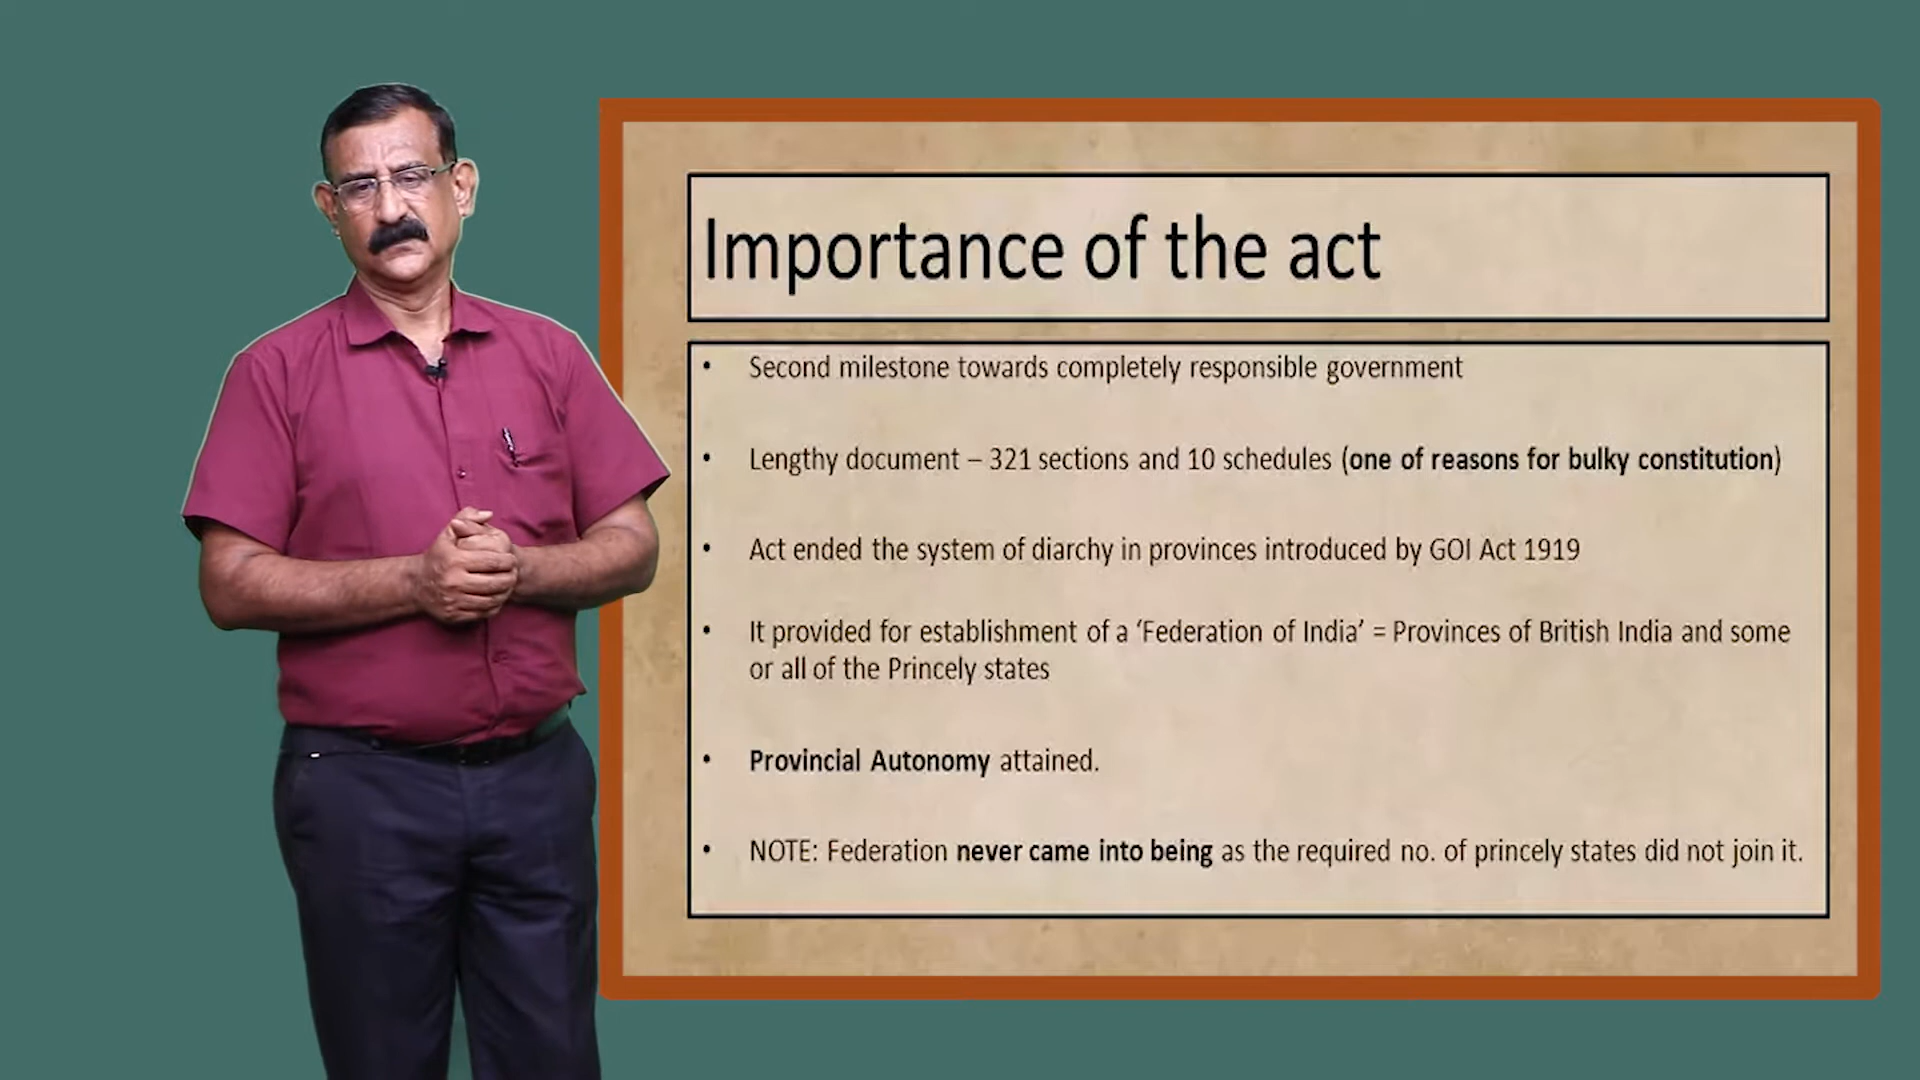 Importance of the act
• Second milestone towards completely responsible government
• Lengthy document – 321 sections and 10 schedules (one of reasons for bulky constitution)
• Act ended the system of diarchy in provinces introduced by GOI Act 1919
• It provided for establishment of a ‘Federation of India’ = Provinces of British India and some
or all of the Princely states
• Provincial Autonomy attained.
• NOTE: Federation never came into being as the required no. of princely states did not join it.